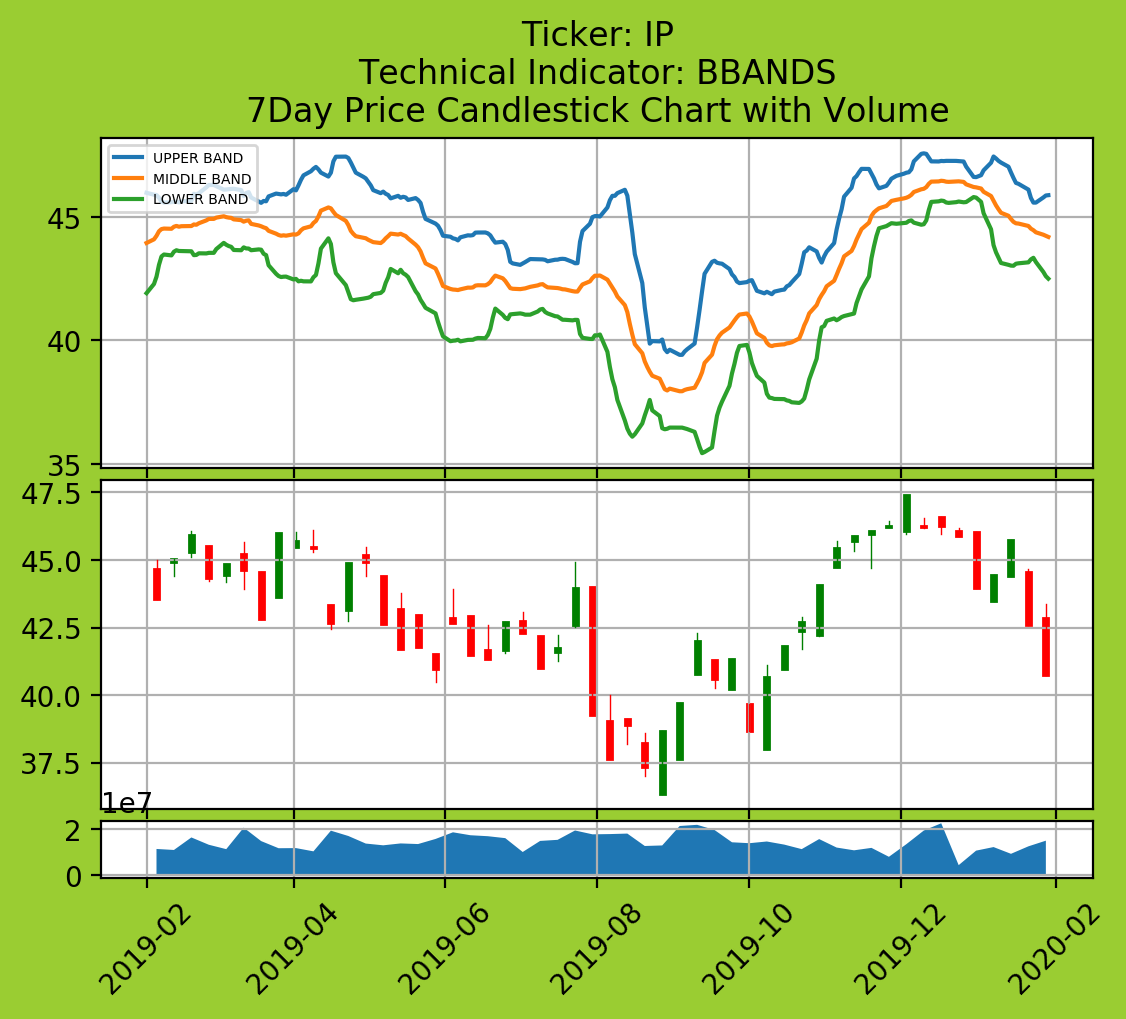 Ticker: IP
Technical Indicator: BBANDS
7Day Price Candlestick Chart with Volume
UPPER BAND
MIDDLE BAND
LOWER BAND
45
40
35
47.5
45.0
42.5
40.0
37.5
1e7
2
0
2019-02
2019-04
2019-06
2019-08
2019-10
2019-12
2020-02